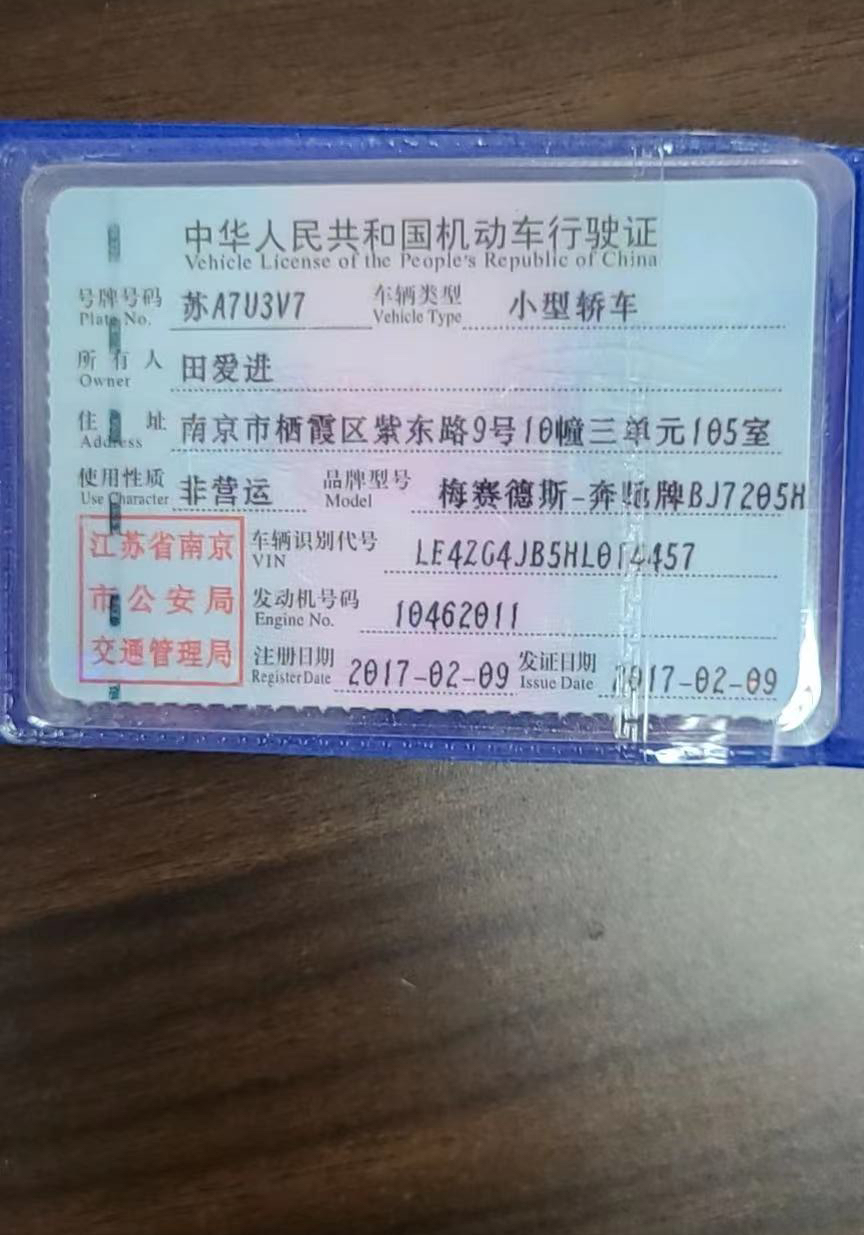 中华人民共和国机动车行驶证
Vehicle License of the People's Republic of China
号牌号码 苏A7U3V7 车辆类型 小型轿车
Plate No. Vehicle Type
所有人 田爱进
Owner
住址 南京市栖霞区紫东路9号10幢三单元105室
Address
使用性质 非营运 品牌型号 梅赛德斯-奔驰牌BJ7205H
Use Character Model
江苏省南京
市公安局
交通管理局
车辆识别代号 LE4ZG4JB5HL014457
VIN
发动机号码 10462011
Engine No.
注册日期 2017-02-09 发证日期 2017-02-09
Register Date Issue Date